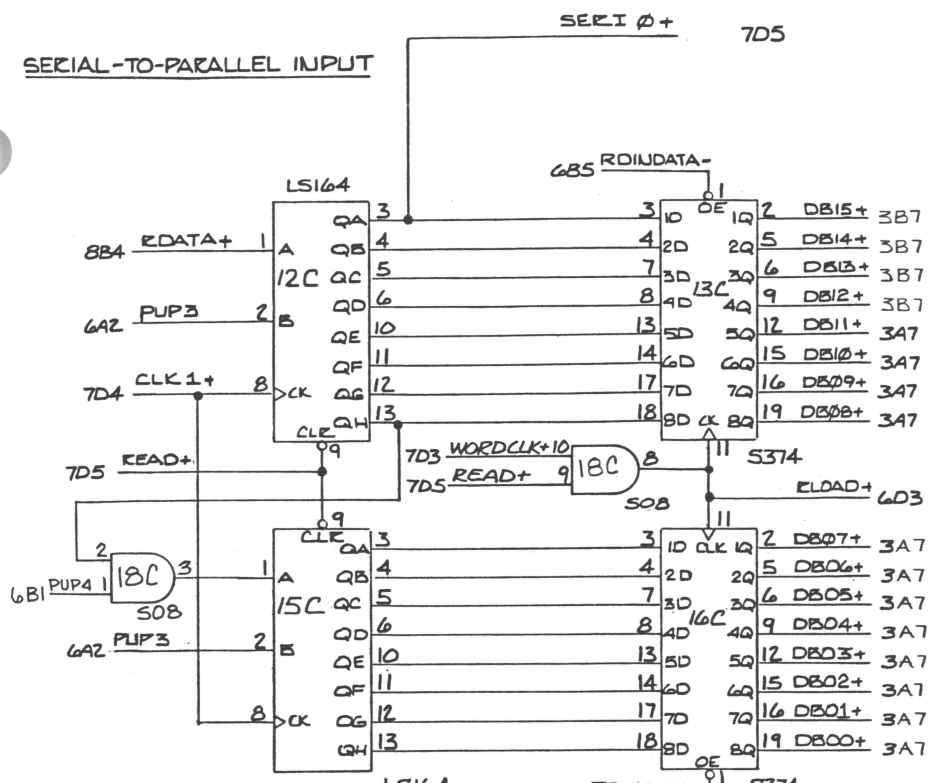 SERI Ø+ 7D5
SERIAL-TO-PARALLEL INPUT
6B5 RDINDATA-
LS164 1
OE
3 QA 3 1D 1Q 2 DB15+ 3B7
8B4 RDATA+ 1 A QB 4 4 2D 2Q 5 DB14+ 3B7
12C QC 5 7 3D 13C 3Q 6 DB13+ 3B7
6A2 PUP3 2 B QD 6 8 4D 4Q 9 DB12+ 3B7
QE 10 13 5D 5Q 12 DB11+ 3A7
QF 11 14 6D 6Q 15 DB1Ø+ 3A7
7D4 CLK 1+ 8 CK QG 12 17 7D 7Q 16 DBØ9+ 3A7
QH 13 18 8D CK 8Q 19 DBØ8+ 3A7
CLR 9 11 S374
7D3 WORDCLK+ 10
7D5 READ+ 9 18C 8
S08
7D5 READ+
RLOAD+ 6D3
9 11
CLR
QA 3 3 1D CLK 1Q 2 DBØ7+ 3A7
2
6B1 PUP4 1 18C 3 1 A QB 4 4 2D 2Q 5 DB06+ 3A7
S08
15C QC 5 7 3D 16C 3Q 6 DB05+ 3A7
QD 6 8 4D 4Q 9 DB04+ 3A7
6A2 PUP3 2 B QE 10 13 5D 5Q 12 DB03+ 3A7
QF 11 14 6D 6Q 15 DB02+ 3A7
8 CK QG 12 17 7D 7Q 16 DB01+ 3A7
QH 13 18 8D 8Q 19 DB00+ 3A7
OE
1